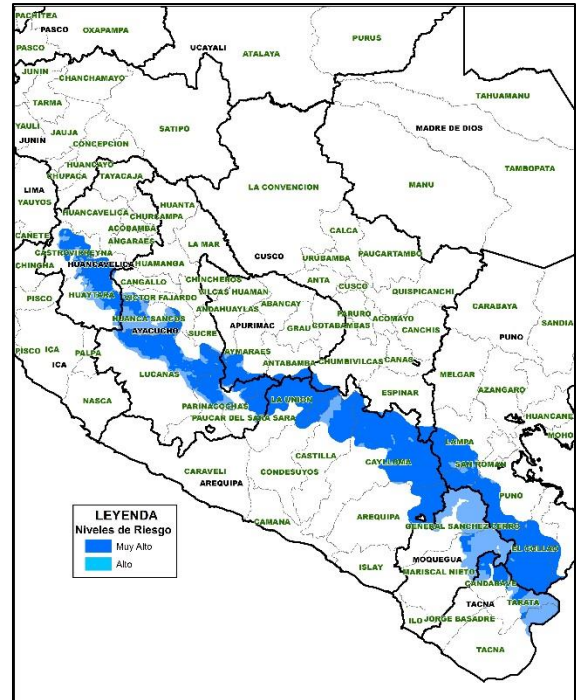 PACHITEA
PASCO
OXAPAMPA
PASCO
UCAYALI
ATALAYA
PURUS
JUNIN
CHANCHAMAYO
TARMA
YAULI
JAUJA
JUNIN
CONCEPCION
SATIPO
TAHUAMANU
MADRE DE DIOS
TAMBOPATA
MANU
HUANCAYO
CHUPACA
TAYACAJA
LIMA
YAUYOS
LA CONVENCION
HUANCAVELICA
CHURCAMPA
HUANTA
ACOBAMBA
ANGARAES
LA MAR
CAÑETE
CASTROVIRREYNA
HUANCAVELICA
HUAMANGA
CUSCO
CALCA
URUBAMBA
PAUCARTAMBO
CHINCHA
CANGALLO
CHINCHEROS
VILCAS HUAMAN
ANTA
CUSCO
QUISPICANCHI
PISCO
HUAYTARA
VICTOR FAJARDO
ANDAHUAYLAS
ABANCAY
PARURO
ACOMAYO
CARABAYA
SANDIA
HUANCA SANCOS
AYACUCHO
SUCRE
APURIMAC
GRAU
COTABAMBAS
CANCHIS
PUNO
PISCO
ICA
PALPA
ICA
AYMARAES
ANTABAMBA
CHUMBIVILCAS
CANAS
MELGAR
LUCANAS
ESPINAR
AZANGARO
NASCA
PARINACOCHAS
LA UNION
HUANCANE
PAUCAR DEL SARA SARA
MOHO
LAMPA
CASTILLA
CAYLLOMA
SAN ROMAN
CARAVELI
AREQUIPA
CONDESUYOS
PUNO
CAMANA
AREQUIPA
GENERAL SANCHEZ CERRO
EL COLLAO
ISLAY
MOQUEGUA
MARISCAL NIETO
CANDARAVE
TACNA
TARATA
ILO
JORGE BASADRE
TACNA
LEYENDA
Niveles de Riesgo
Muy Alto
Alto